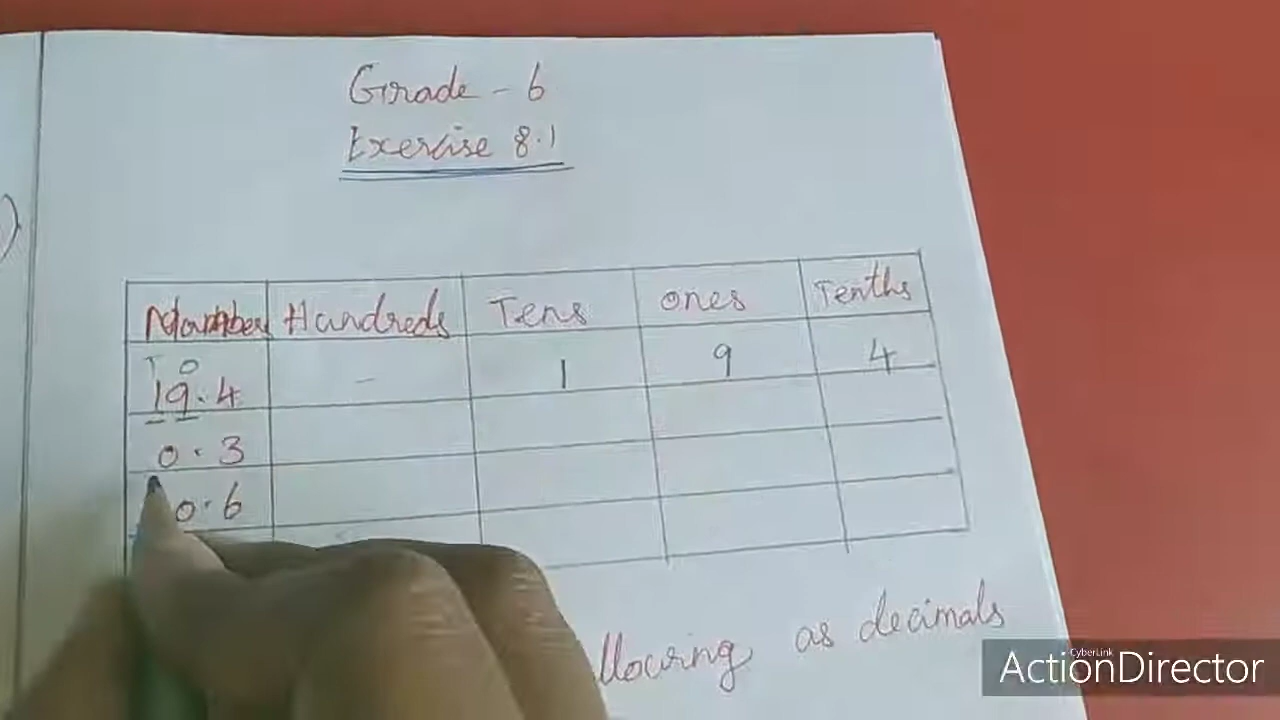 Grade - 6
Exercise 8.1
Number Hundreds Tens ones Tenths
T O
19.4 - 1 9 4
0.3
0.6
as decimals
CyberLink
ActionDirector